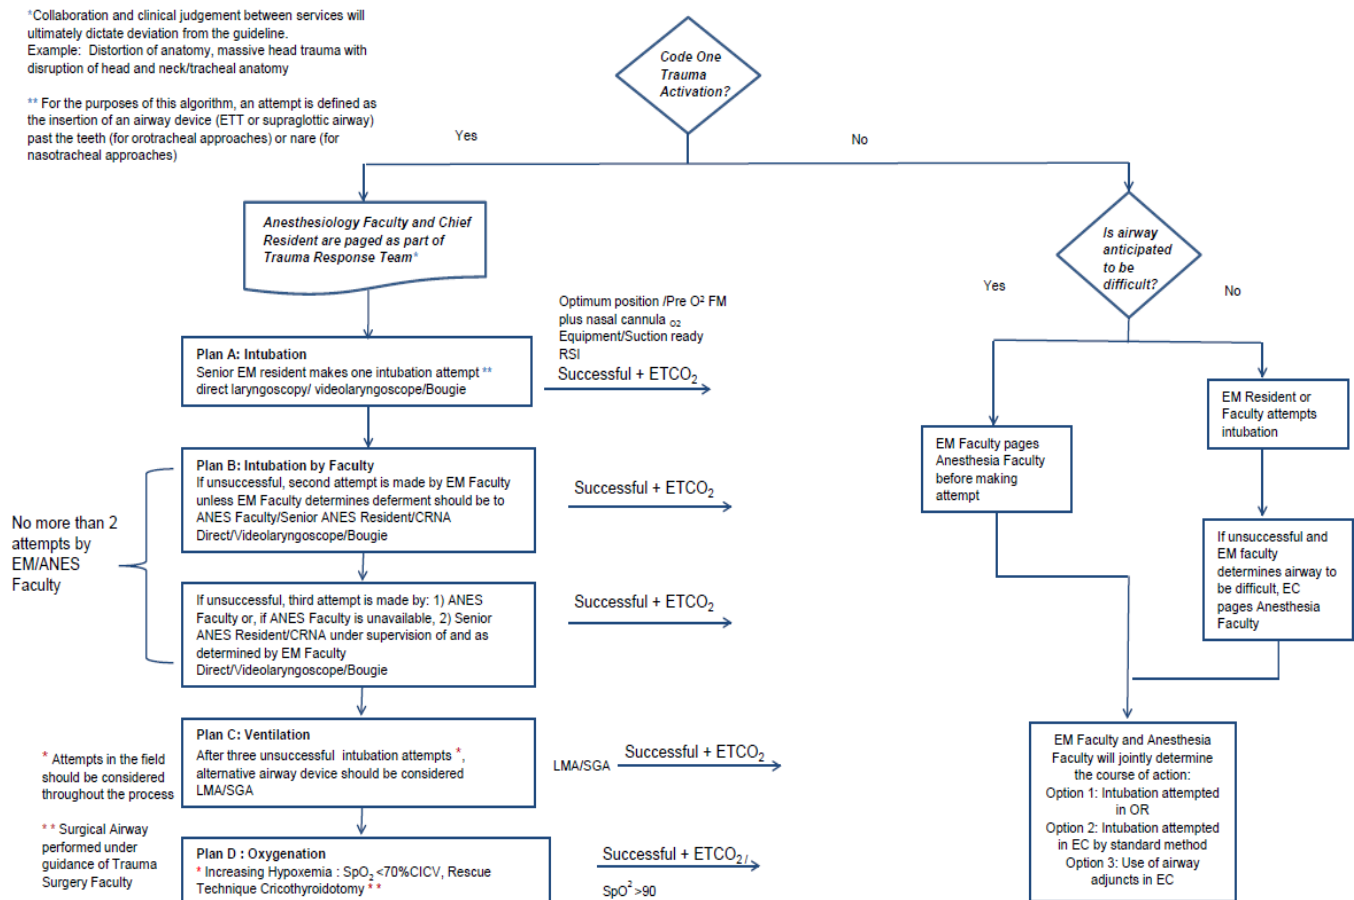 *Collaboration and clinical judgement between services will
ultimately dictate deviation from the guideline.
Example: Distortion of anatomy, massive head trauma with
disruption of head and neck/tracheal anatomy
** For the purposes of this algorithm, an attempt is defined as
the insertion of an airway device (ETT or supraglottic airway)
past the teeth (for orotracheal approaches) or nare (for
nasotracheal approaches)
Code One
Trauma
Activation?
Yes
No
Anesthesiology Faculty and Chief
Resident are paged as part of
Trauma Response Team*
Is airway
anticipated
to be
difficult?
Yes
No
Optimum position /Pre O² FM
plus nasal cannula O2
Equipment/Suction ready
RSI
Successful + ETCO2
Plan A: Intubation
Senior EM resident makes one intubation attempt **
direct laryngoscopy/ videolaryngoscope/Bougie
EM Resident or
Faculty attempts
intubation
EM Faculty pages
Anesthesia Faculty
before making
attempt
No more than 2
attempts by
EM/ANES
Faculty
Plan B: Intubation by Faculty
If unsuccessful, second attempt is made by EM Faculty
unless EM Faculty determines deferment should be to
ANES Faculty/Senior ANES Resident/CRNA
Direct/Videolaryngoscope/Bougie
Successful + ETCO2
If unsuccessful and
EM faculty
determines airway to
be difficult, EC
pages Anesthesia
Faculty
If unsuccessful, third attempt is made by: 1) ANES
Faculty or, if ANES Faculty is unavailable, 2) Senior
ANES Resident/CRNA under supervision of and as
determined by EM Faculty
Direct/Videolaryngoscope/Bougie
Successful + ETCO2
* Attempts in the field
should be considered
throughout the process
Plan C: Ventilation
After three unsuccessful intubation attempts *,
alternative airway device should be considered
LMA/SGA
LMA/SGA
Successful + ETCO2
EM Faculty and Anesthesia
Faculty will jointly determine
the course of action:
Option 1: Intubation attempted
in OR
Option 2: Intubation attempted
in EC by standard method
Option 3: Use of airway
adjuncts in EC
** Surgical Airway
performed under
guidance of Trauma
Surgery Faculty
Plan D : Oxygenation
* Increasing Hypoxemia : SpO2 <70%CICV, Rescue
Technique Cricothyroidotomy **
Successful + ETCO2/
SpO² >90